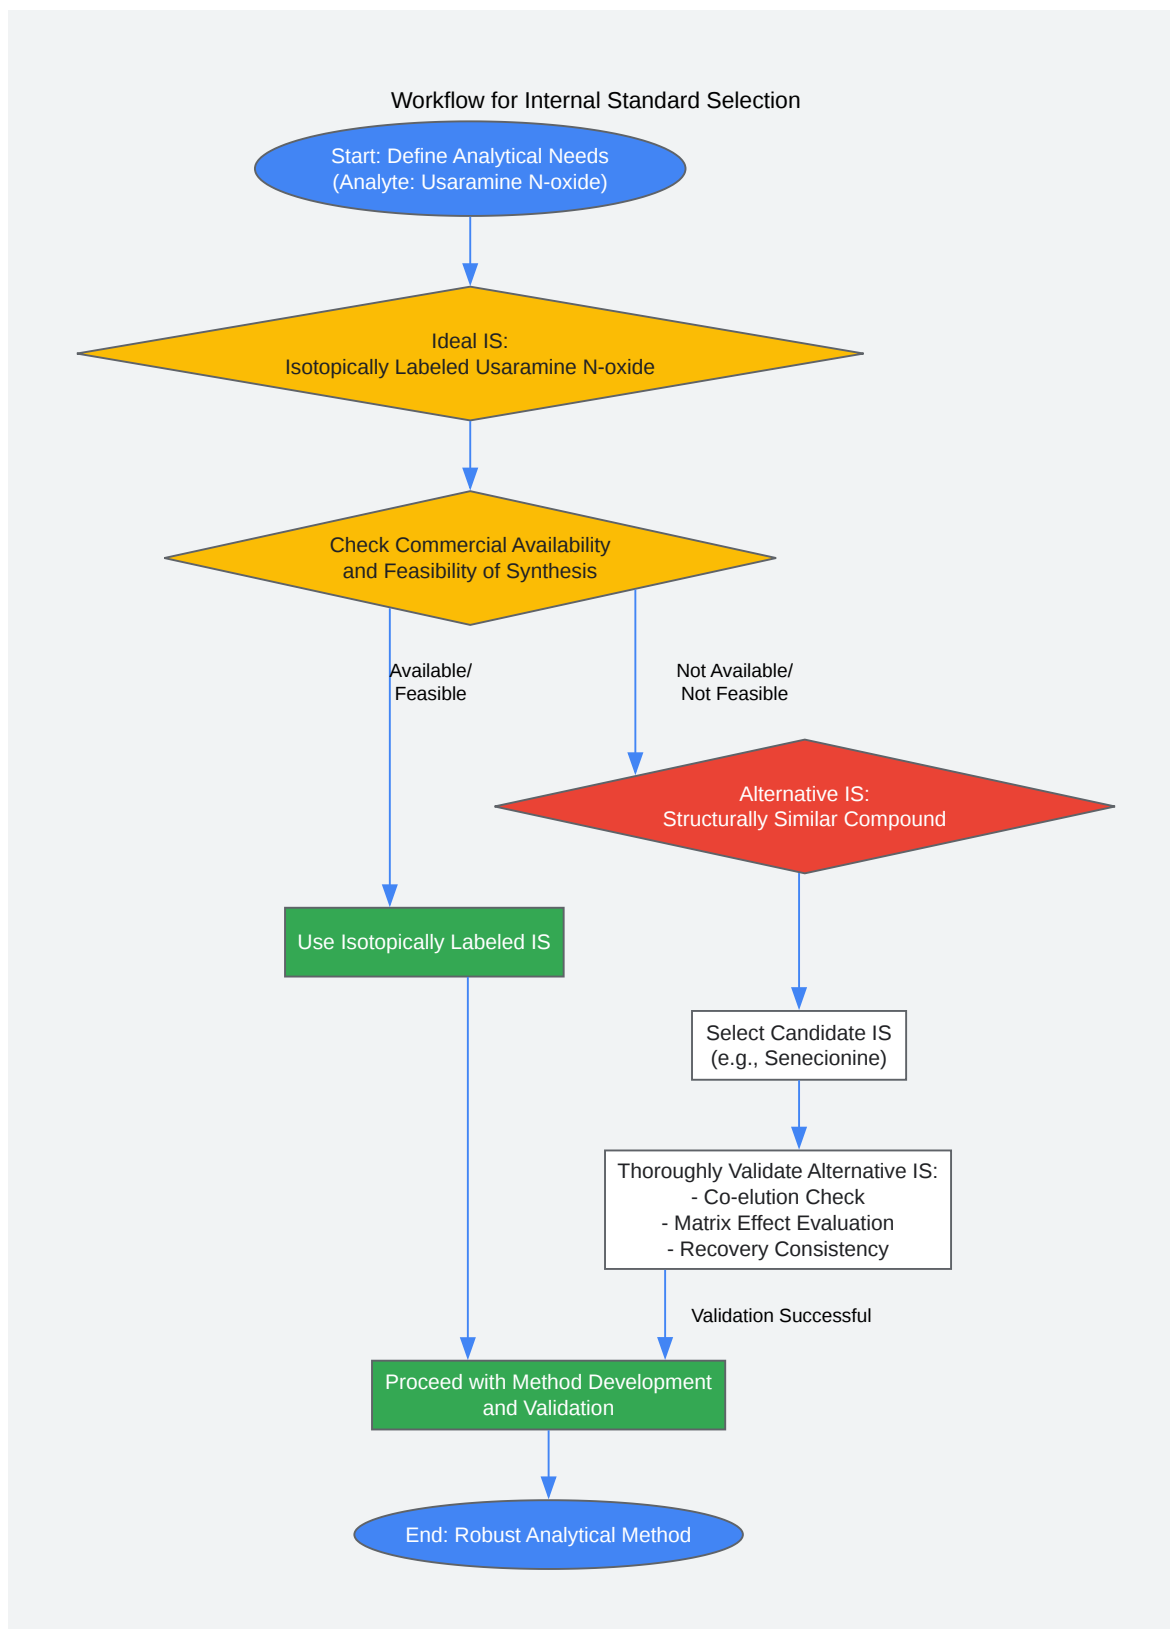 Workflow for Internal Standard Selection
Start: Define Analytical Needs
(Analyte: Usaramine N-oxide)
Ideal IS:
Isotopically Labeled Usaramine N-oxide
Check Commercial Availability
and Feasibility of Synthesis
Available/
Feasible
Not Available/
Not Feasible
Alternative IS:
Structurally Similar Compound
Use Isotopically Labeled IS
Select Candidate IS
(e.g., Senecionine)
Thoroughly Validate Alternative IS:
- Co-elution Check
- Matrix Effect Evaluation
- Recovery Consistency
Validation Successful
Proceed with Method Development
and Validation
End: Robust Analytical Method